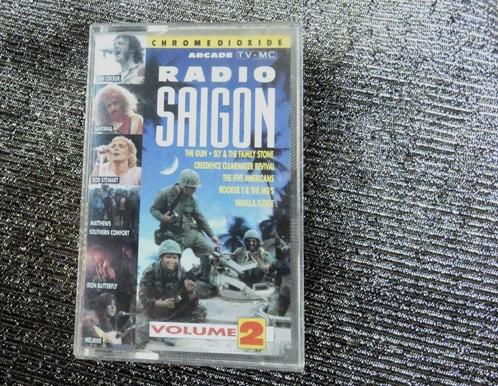 CHROMEDIOXIDE
ARCADE TV-MC
RADIO
SAIGON
THE GUN • SLY & THE FAMILY STONE
CREEDENCE CLEARWATER REVIVAL
THE FIVE AMERICANS
BOOKER T & THE MG'S
VANILLA FUDGE
JOE COCKER
SANTANA
ROD STEWART
MATTHEWS
SOUTHERN COMFORT
IRON BUTTERFLY
MELANIE
VOLUME 2